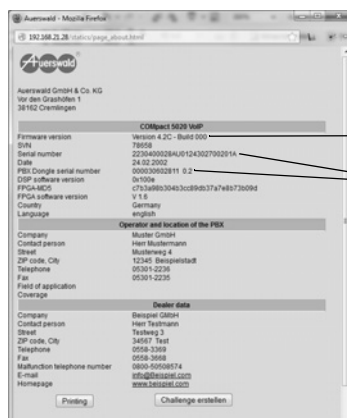 Auerswald - Mozilla Firefox
192.168.21.28/statics/page_about.html
Auerswald
Auerswald GmbH & Co. KG
Vor den Grashöfen 1
38162 Cremlingen
COMpact 5020 VoIP
Firmware version Version 4.2C - Build 000
SVN 78658
Serial number 2230400028AU0124302700201A
Date 24.02.2002
PBX Dongle serial number 000030602811 0.2
DSP software version 0x100e
FPGA-MD5 c7b3a98b304b3cc89db37a7e8b73b09d
FPGA software version V 1.6
Country Germany
Language english
Operator and location of the PBX
Company Muster GmbH
Contact person Herr Mustermann
Street Musterweg 4
ZIP code, City 12345 Beispielstadt
Telephone 05301-2236
Fax 05301-2235
Field of application
Coverage
Dealer data
Company Beispiel GMbH
Contact person Herr Testmann
Street Testweg 3
ZIP code, City 34567 Test
Telephone 0558-3369
Fax 0558-3668
Malfunction telephone number 0800-50508574
E-mail info@Beispiel.com
Homepage www.beispiel.com
Printing Challenge erstellen